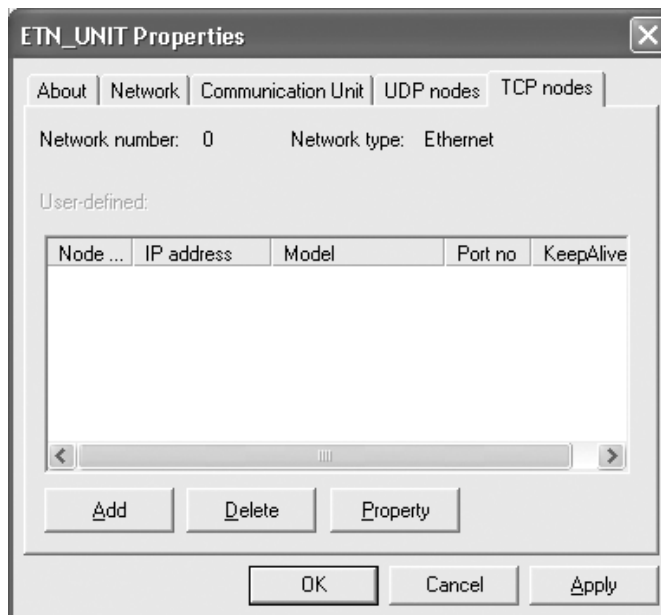 ETN_UNIT Properties
About Network Communication Unit UDP nodes TCP nodes
Network number: 0 Network type: Ethernet
User-defined:
Node ... IP address Model Port no KeepAlive
Add Delete Property
OK Cancel Apply